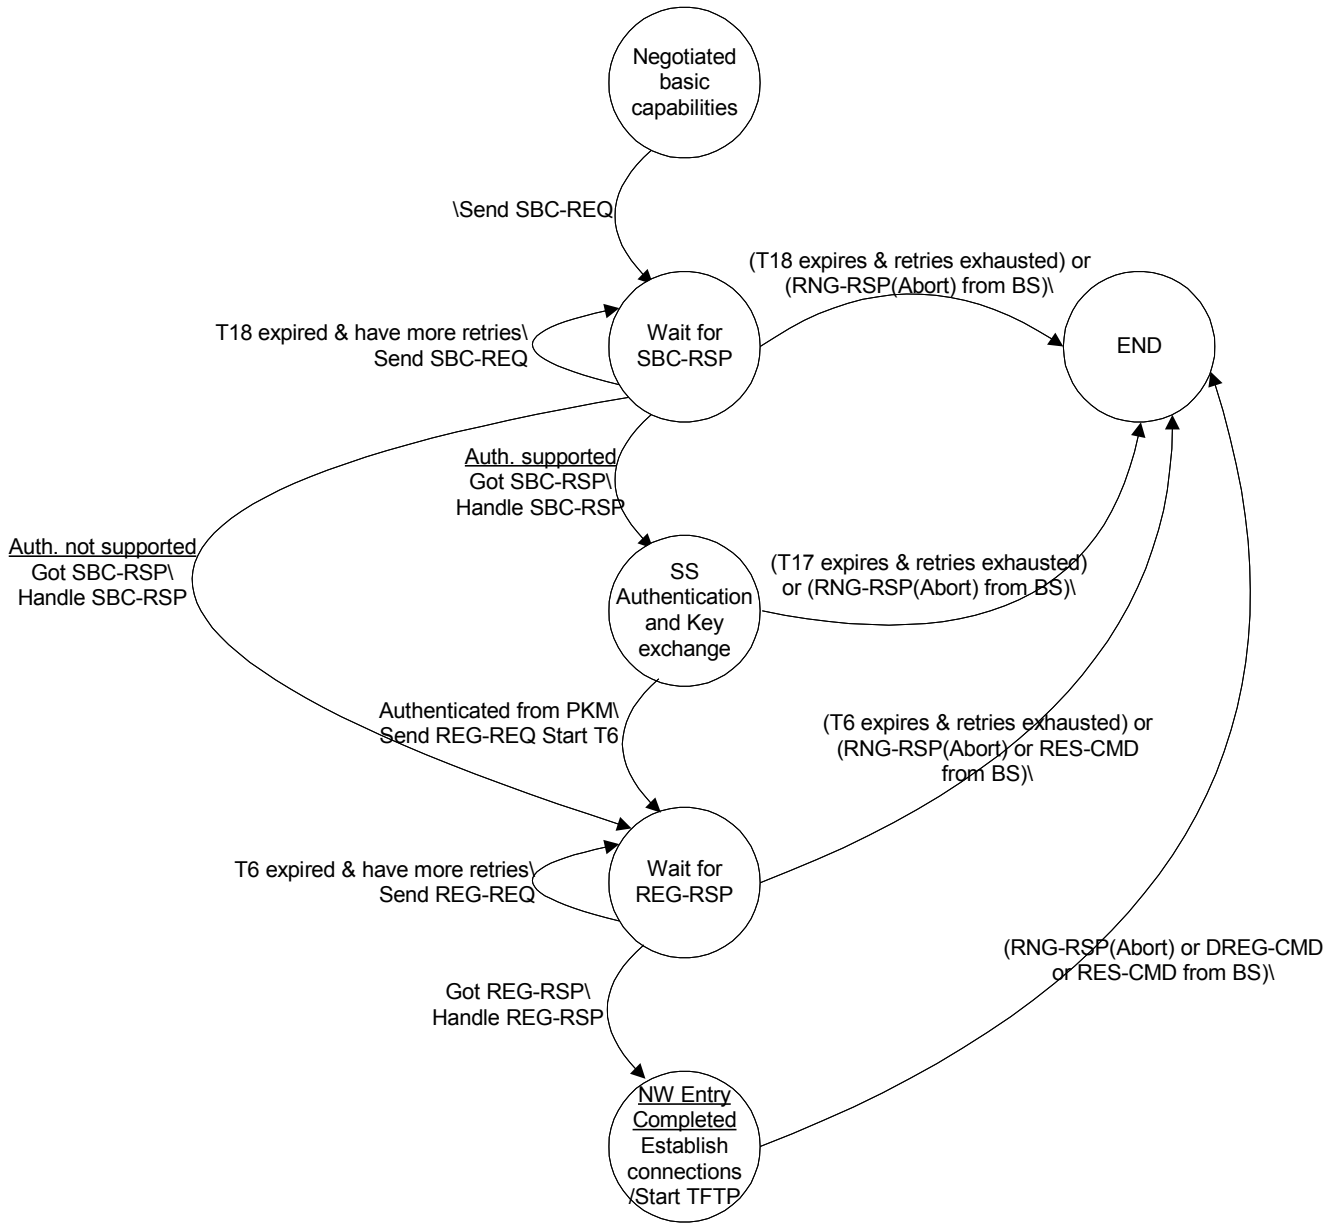 Negotiated
basic
capabilities
\Send SBC-REQ
(T18 expires & retries exhausted) or
(RNG-RSP(Abort) from BS)\
T18 expired & have more retries\
Send SBC-REQ
Wait for
SBC-RSP
END
Auth. supported
Got SBC-RSP\
Handle SBC-RSP
Auth. not supported
Got SBC-RSP\
Handle SBC-RSP
SS
Authentication
and Key
exchange
(T17 expires & retries exhausted)
or (RNG-RSP(Abort) from BS)\
Authenticated from PKM\
Send REG-REQ Start T6
(T6 expires & retries exhausted) or
(RNG-RSP(Abort) or RES-CMD
from BS)\
T6 expired & have more retries\
Send REG-REQ
Wait for
REG-RSP
(RNG-RSP(Abort) or DREG-CMD
or RES-CMD from BS)\
Got REG-RSP\
Handle REG-RSP
NW Entry
Completed
Establish
connections
/Start TFTP